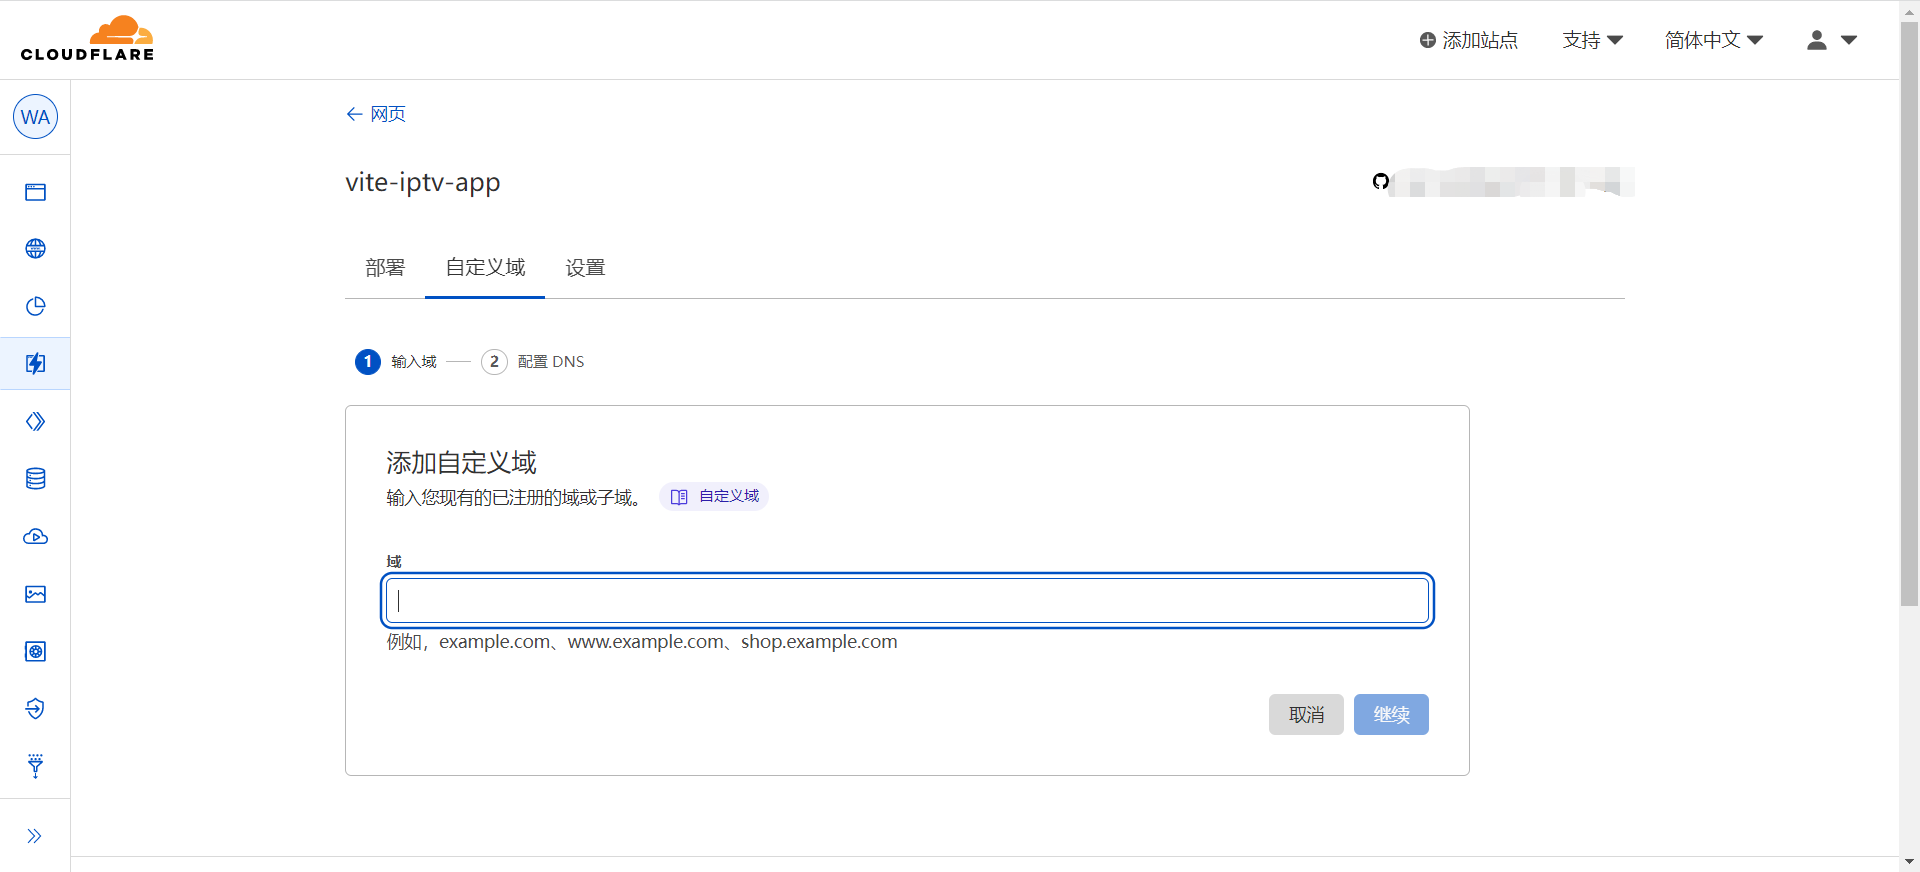 CLOUDFLARE
添加站点 支持 简体中文
WA
网页
vite-iptv-app
部署 自定义域 设置
1 输入域 2 配置 DNS
添加自定义域
输入您现有的已注册的域或子域。 自定义域
域
例如，example.com、www.example.com、shop.example.com
取消 继续